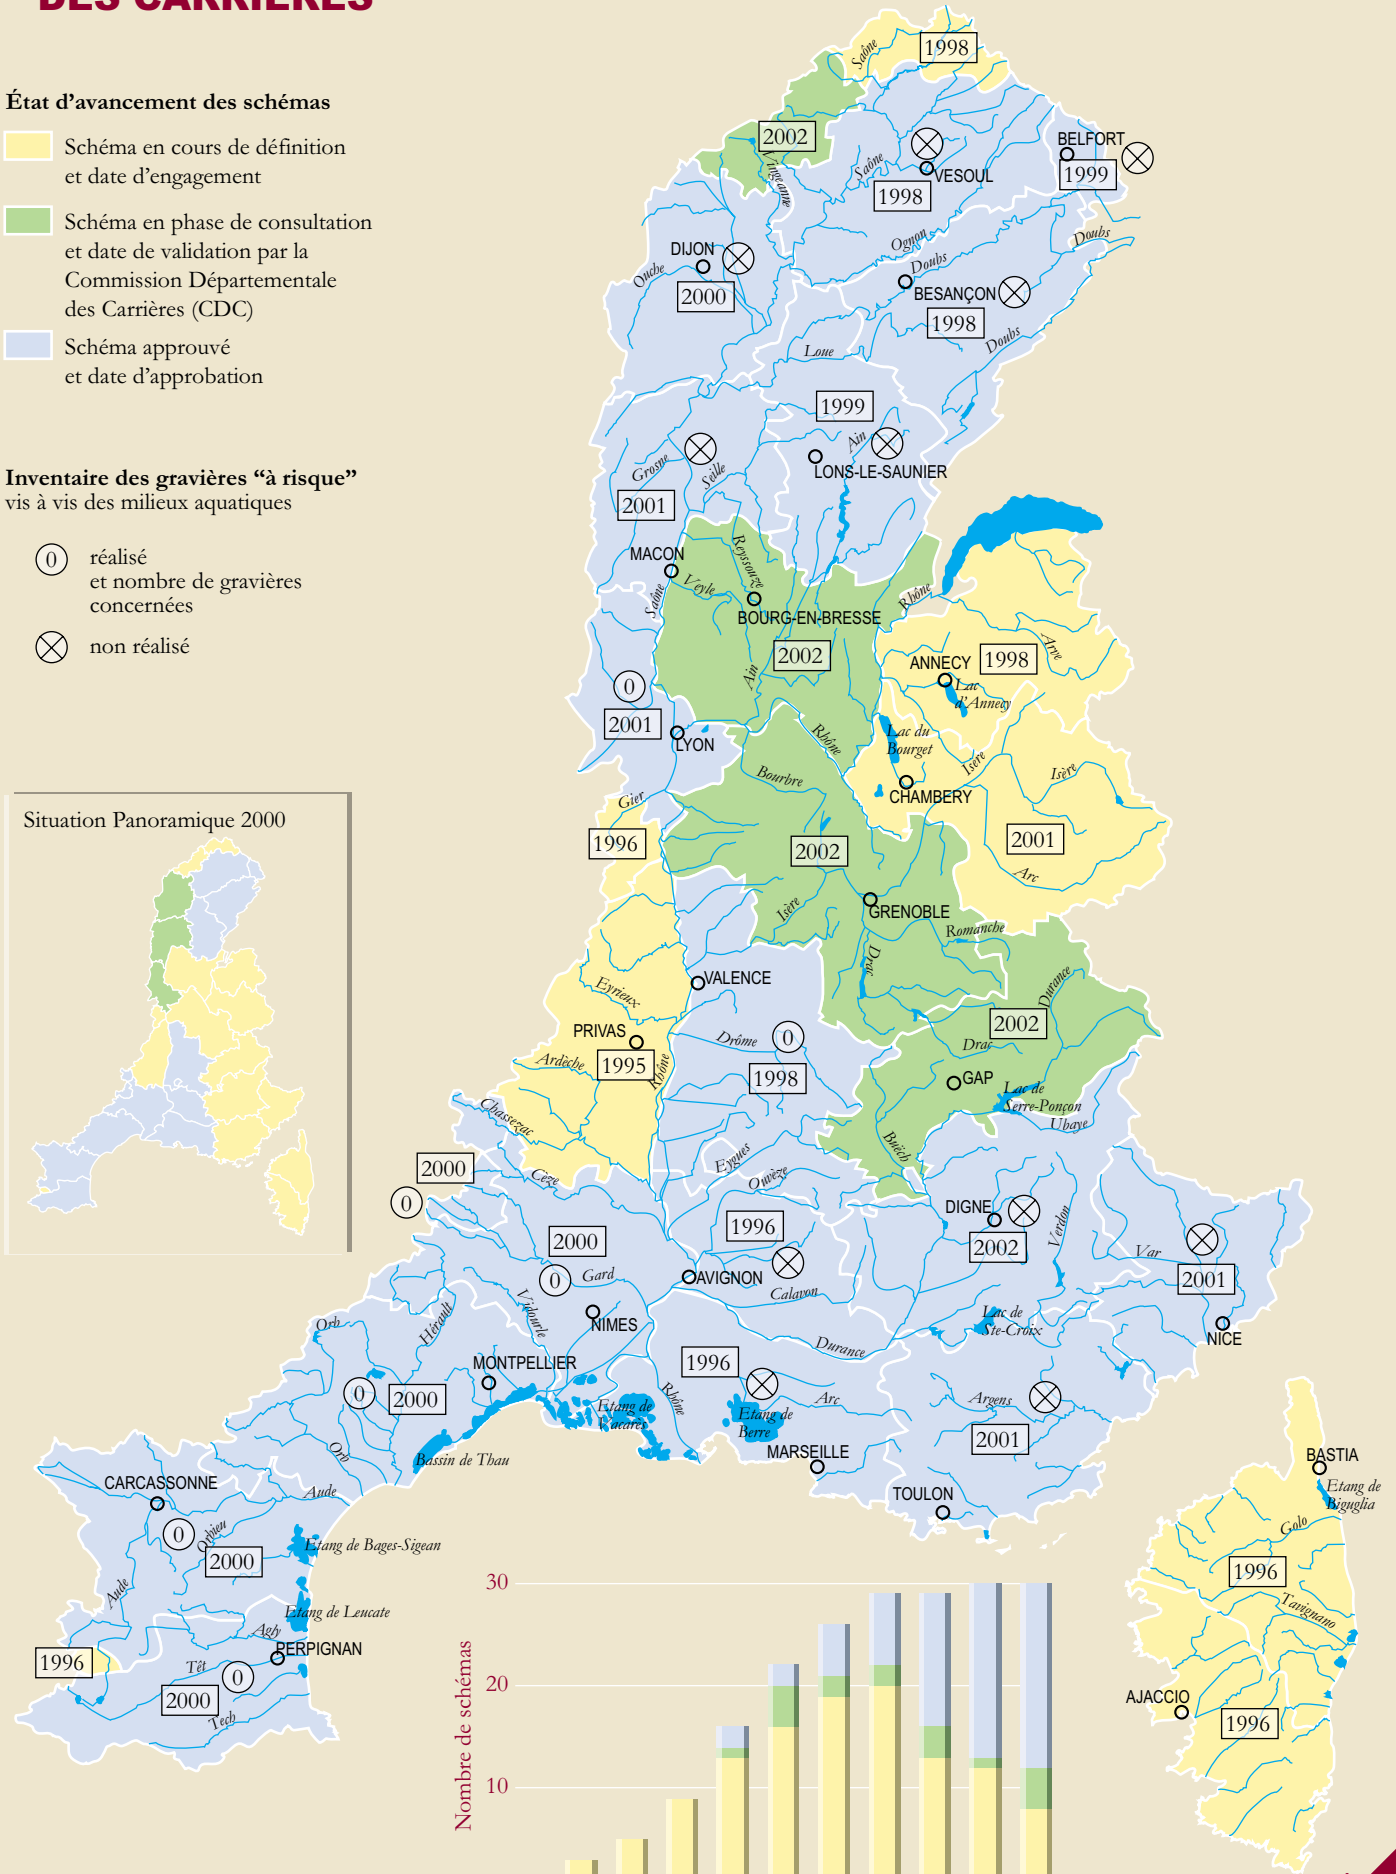 DES CARRIÈRES
État d’avancement des schémas
Schéma en cours de définition
et date d’engagement
Schéma en phase de consultation
et date de validation par la
Commission Départementale
des Carrières (CDC)
Schéma approuvé
et date d’approbation
Inventaire des gravières “à risque”
vis à vis des milieux aquatiques
0
réalisé
et nombre de gravières
concernées
non réalisé
Situation Panoramique 2000
Saône
1998
2002
Vingeanne
Saône
VESOUL
1998
BELFORT
1999
DIJON
Ouche
2000
Ognon
Doubs
Doubs
BESANÇON
1998
Doubs
Loue
1999
Ain
LONS-LE-SAUNIER
Grosne
Seille
2001
MACON
Saône
Veyle
Reyssouze
BOURG-EN-BRESSE
2002
Ain
Rhône
ANNECY
1998
Arve
Lac
d’Annecy
0
2001
LYON
Rhône
Lac du
Bourget
Isère
Isère
CHAMBERY
Bourbre
Gier
1996
2002
2001
Arc
Isère
GRENOBLE
Romanche
Drac
VALENCE
Eyrieux
Durance
2002
PRIVAS
1995
Ardèche
Rhône
Drôme
0
1998
Drac
GAP
Lac de
Serre-Ponçon
Ubaye
Chassezac
Buëch
2000
0
Cèze
Eygues
Ouvèze
1996
DIGNE
2002
Verdon
Var
2001
NICE
2000
0
Gard
AVIGNON
Calavon
NIMES
Vidourle
Hérault
Orb
Lac de
Ste-Croix
Durance
MONTPELLIER
1996
0
2000
Etang de
Vacarès
Rhône
Etang de
Berre
Arc
Argens
2001
MARSEILLE
Orb
Bassin de Thau
TOULON
CARCASSONNE
Aude
0
Orbieu
2000
Etang de Bages-Sigean
Aude
Etang de Leucate
Agly
PERPIGNAN
1996
Têt
0
2000
Tech
BASTIA
Etang de
Biguglia
Golo
1996
Tavignano
AJACCIO
1996
Nombre de schémas
30
20
10